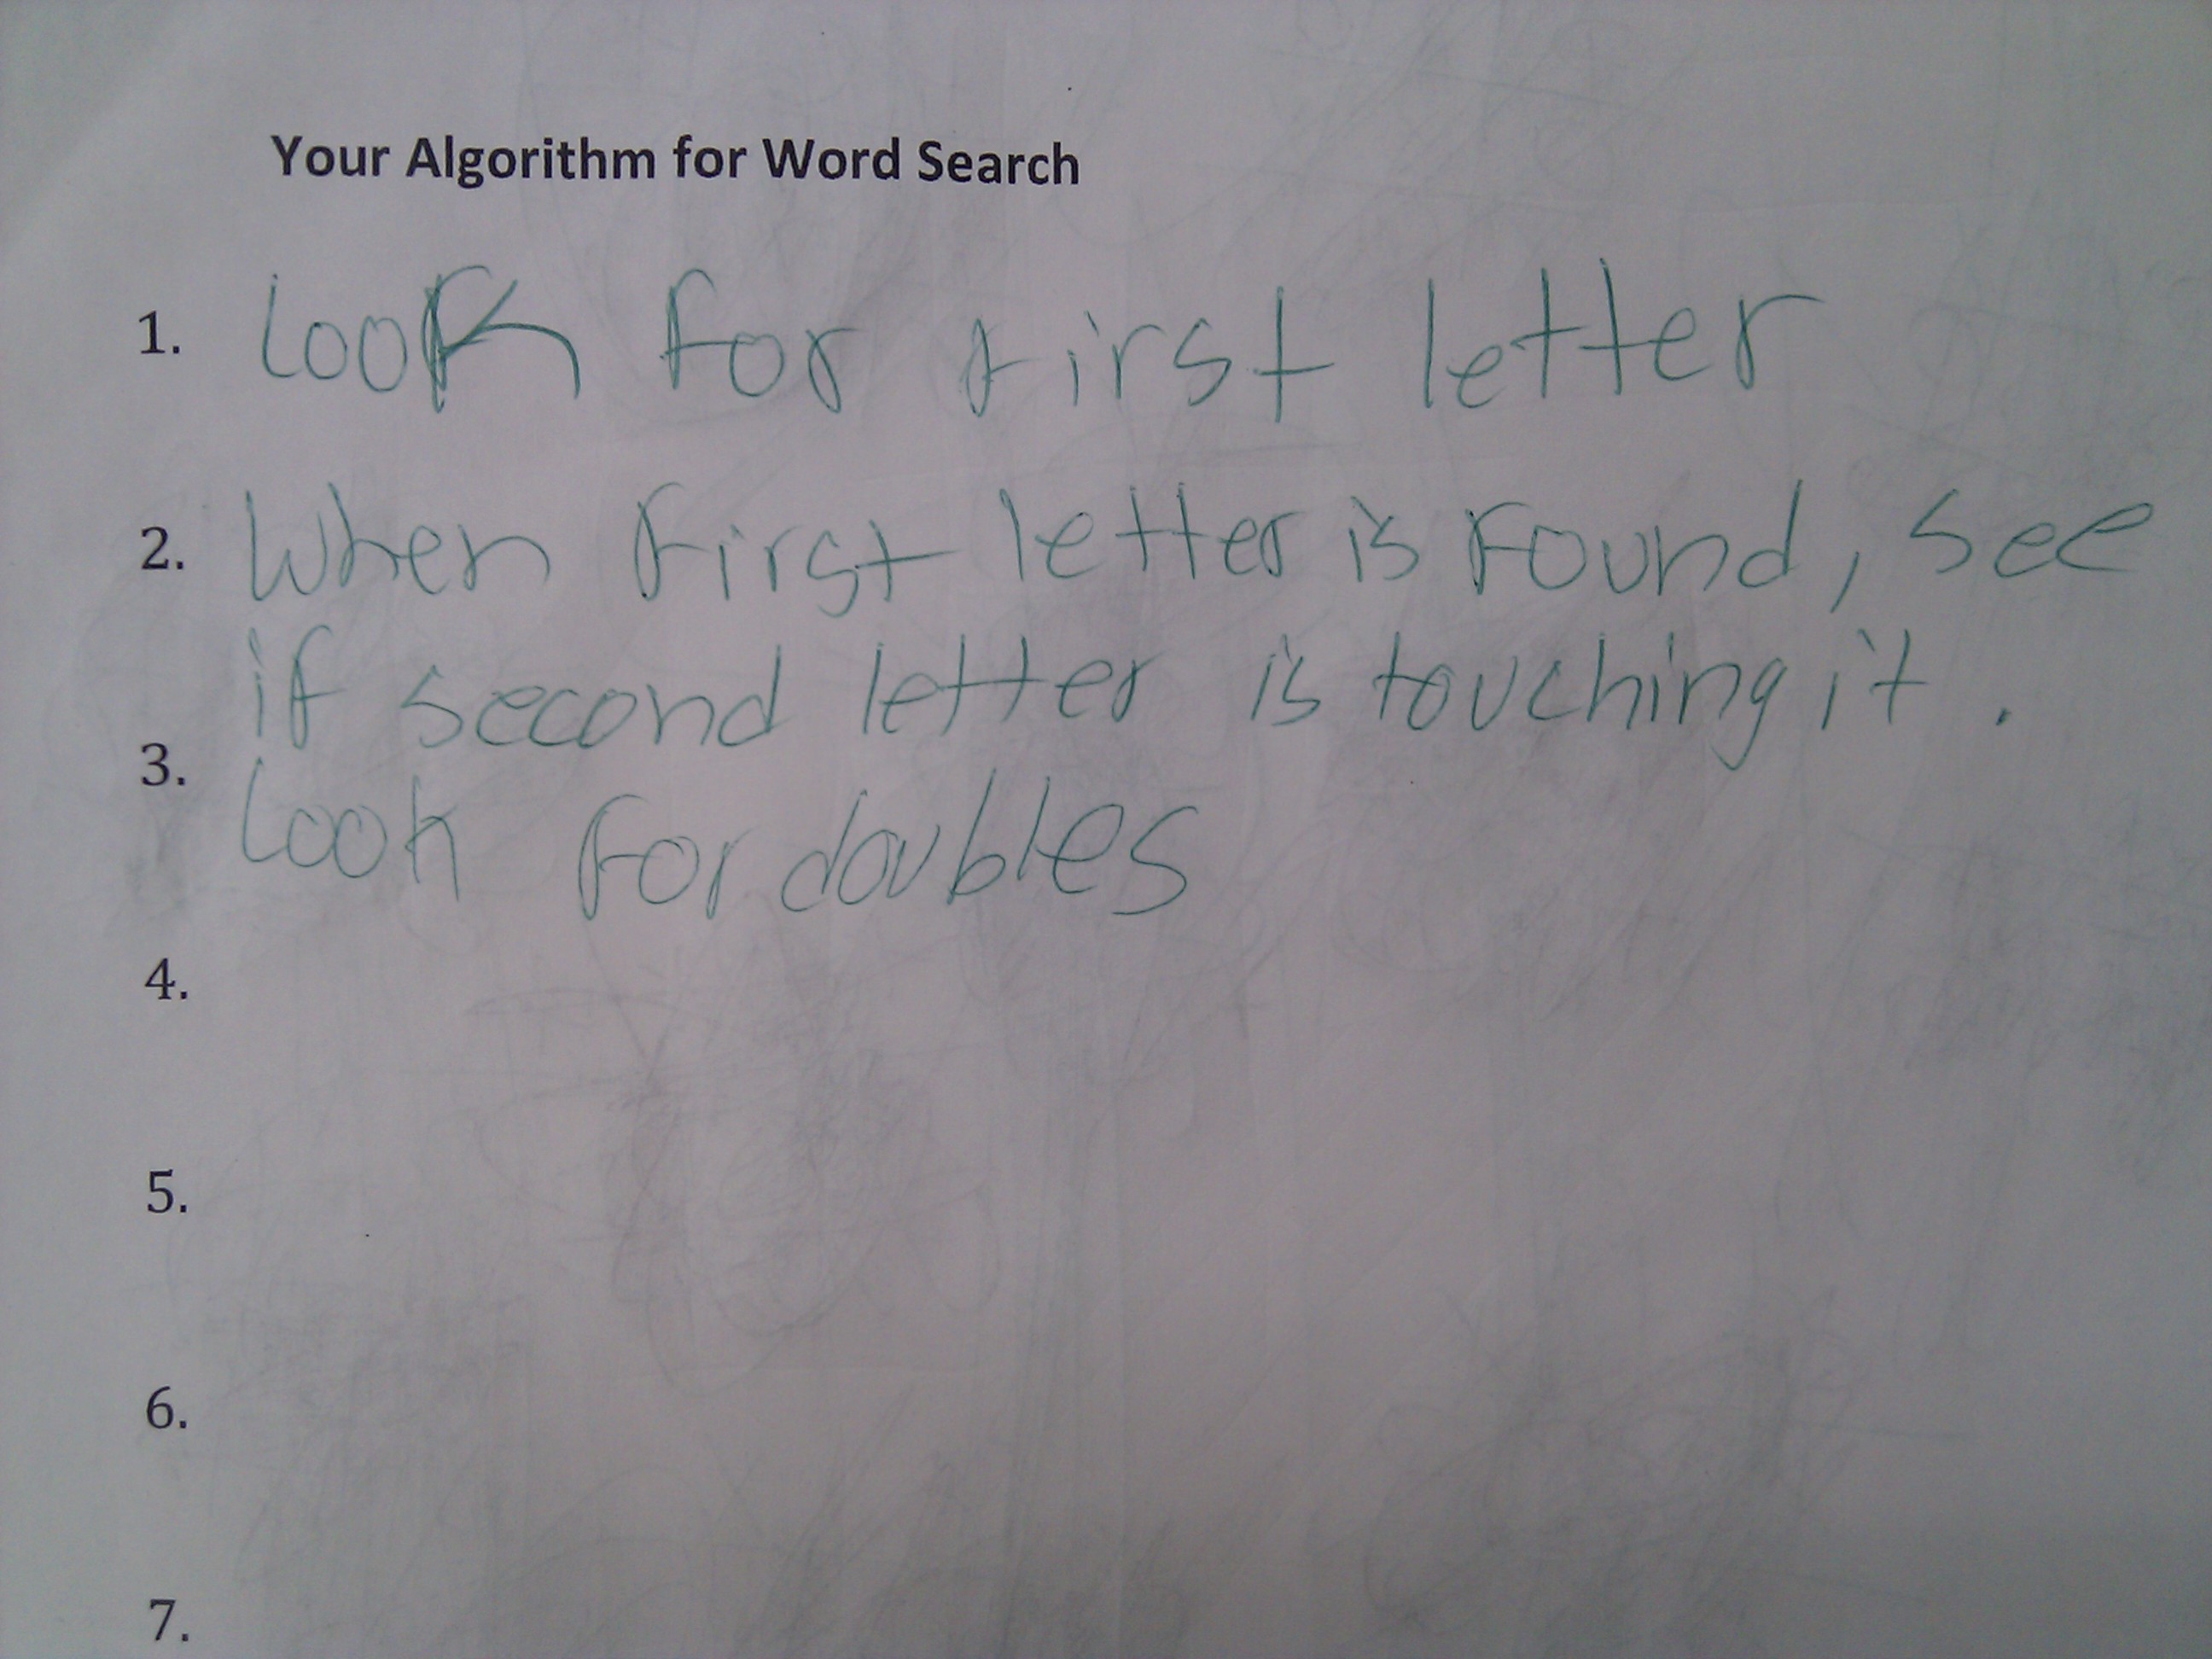 Your Algorithm for Word Search
1. Look for first letter
2. When first letter is found, see
if second letter is touching it.
3. Look for doubles
4.
5.
6.
7.